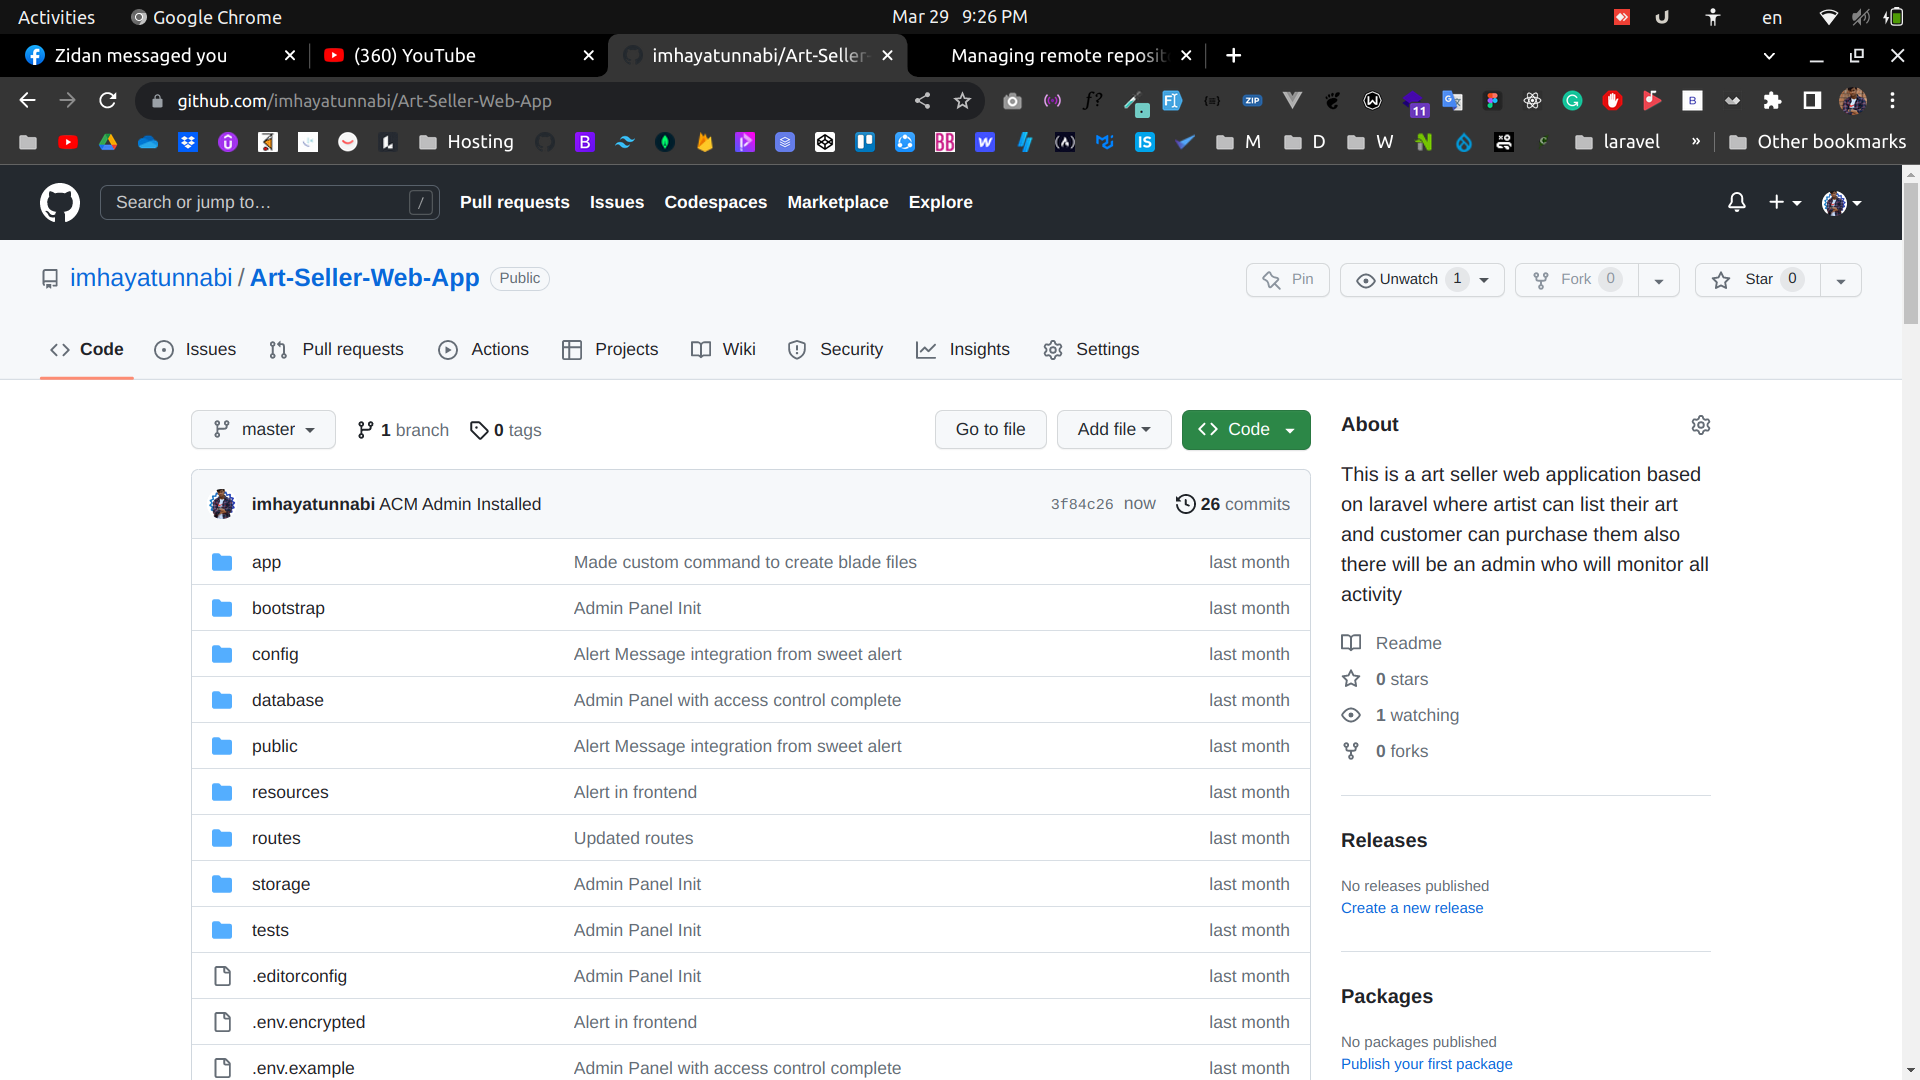 Activities Google Chrome Mar 29 9:26 PM en
Zidan messaged you (360) YouTube imhayatunnabi/Art-Seller- Managing remote reposit
github.com/imhayatunnabi/Art-Seller-Web-App
Hosting M D W laravel » Other bookmarks
Search or jump to… / Pull requests Issues Codespaces Marketplace Explore
imhayatunnabi / Art-Seller-Web-App Public Pin Unwatch 1 Fork 0 Star 0
Code Issues Pull requests Actions Projects Wiki Security Insights Settings
master 1 branch 0 tags Go to file Add file Code
imhayatunnabi ACM Admin Installed 3f84c26 now 26 commits
app Made custom command to create blade files last month
bootstrap Admin Panel Init last month
config Alert Message integration from sweet alert last month
database Admin Panel with access control complete last month
public Alert Message integration from sweet alert last month
resources Alert in frontend last month
routes Updated routes last month
storage Admin Panel Init last month
tests Admin Panel Init last month
.editorconfig Admin Panel Init last month
.env.encrypted Alert in frontend last month
.env.example Admin Panel with access control complete last month
About
This is a art seller web application based
on laravel where artist can list their art
and customer can purchase them also
there will be an admin who will monitor all
activity
Readme
0 stars
1 watching
0 forks
Releases
No releases published
Create a new release
Packages
No packages published
Publish your first package